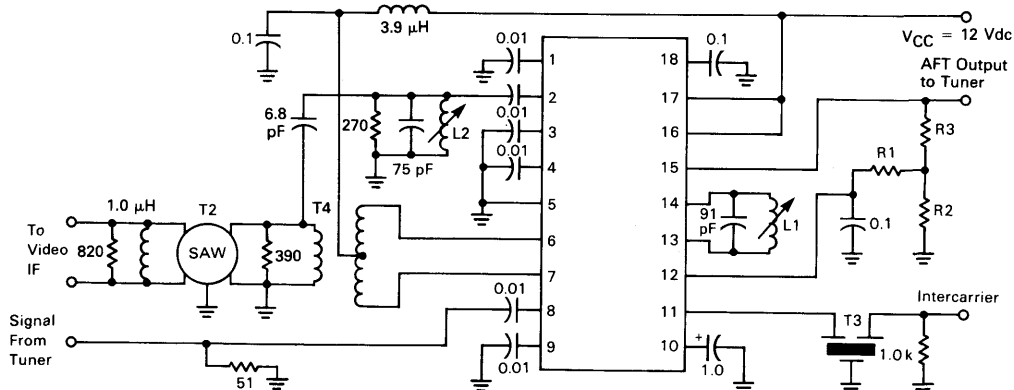 3.9 μH
0.1
V_CC = 12 Vdc
AFT Output
to Tuner
0.01
1
18
0.1
2
17
6.8
pF
270
L2
75 pF
0.01
3
16
0.01
4
15
R3
R1
R2
5
14
91
pF
L1
13
0.1
1.0 μH
T2
T4
To
Video
IF
820
SAW
390
6
7
12
Signal
From
Tuner
51
0.01
8
11
0.01
9
10
+
1.0
T3
Intercarrier
1.0 k